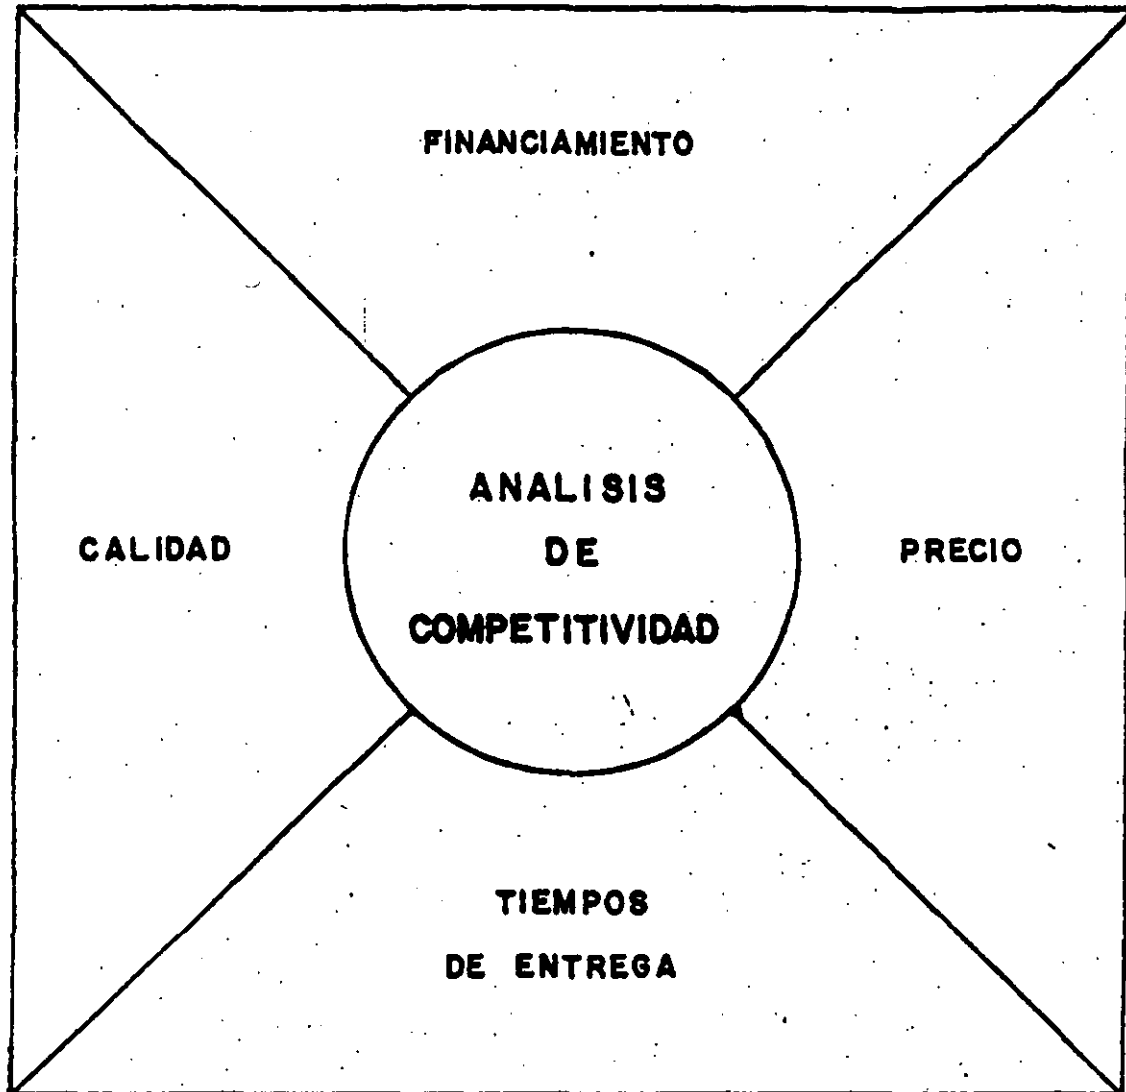 FINANCIAMIENTO
ANALISIS
DE
COMPETITIVIDAD
CALIDAD
PRECIO
TIEMPOS
DE ENTREGA